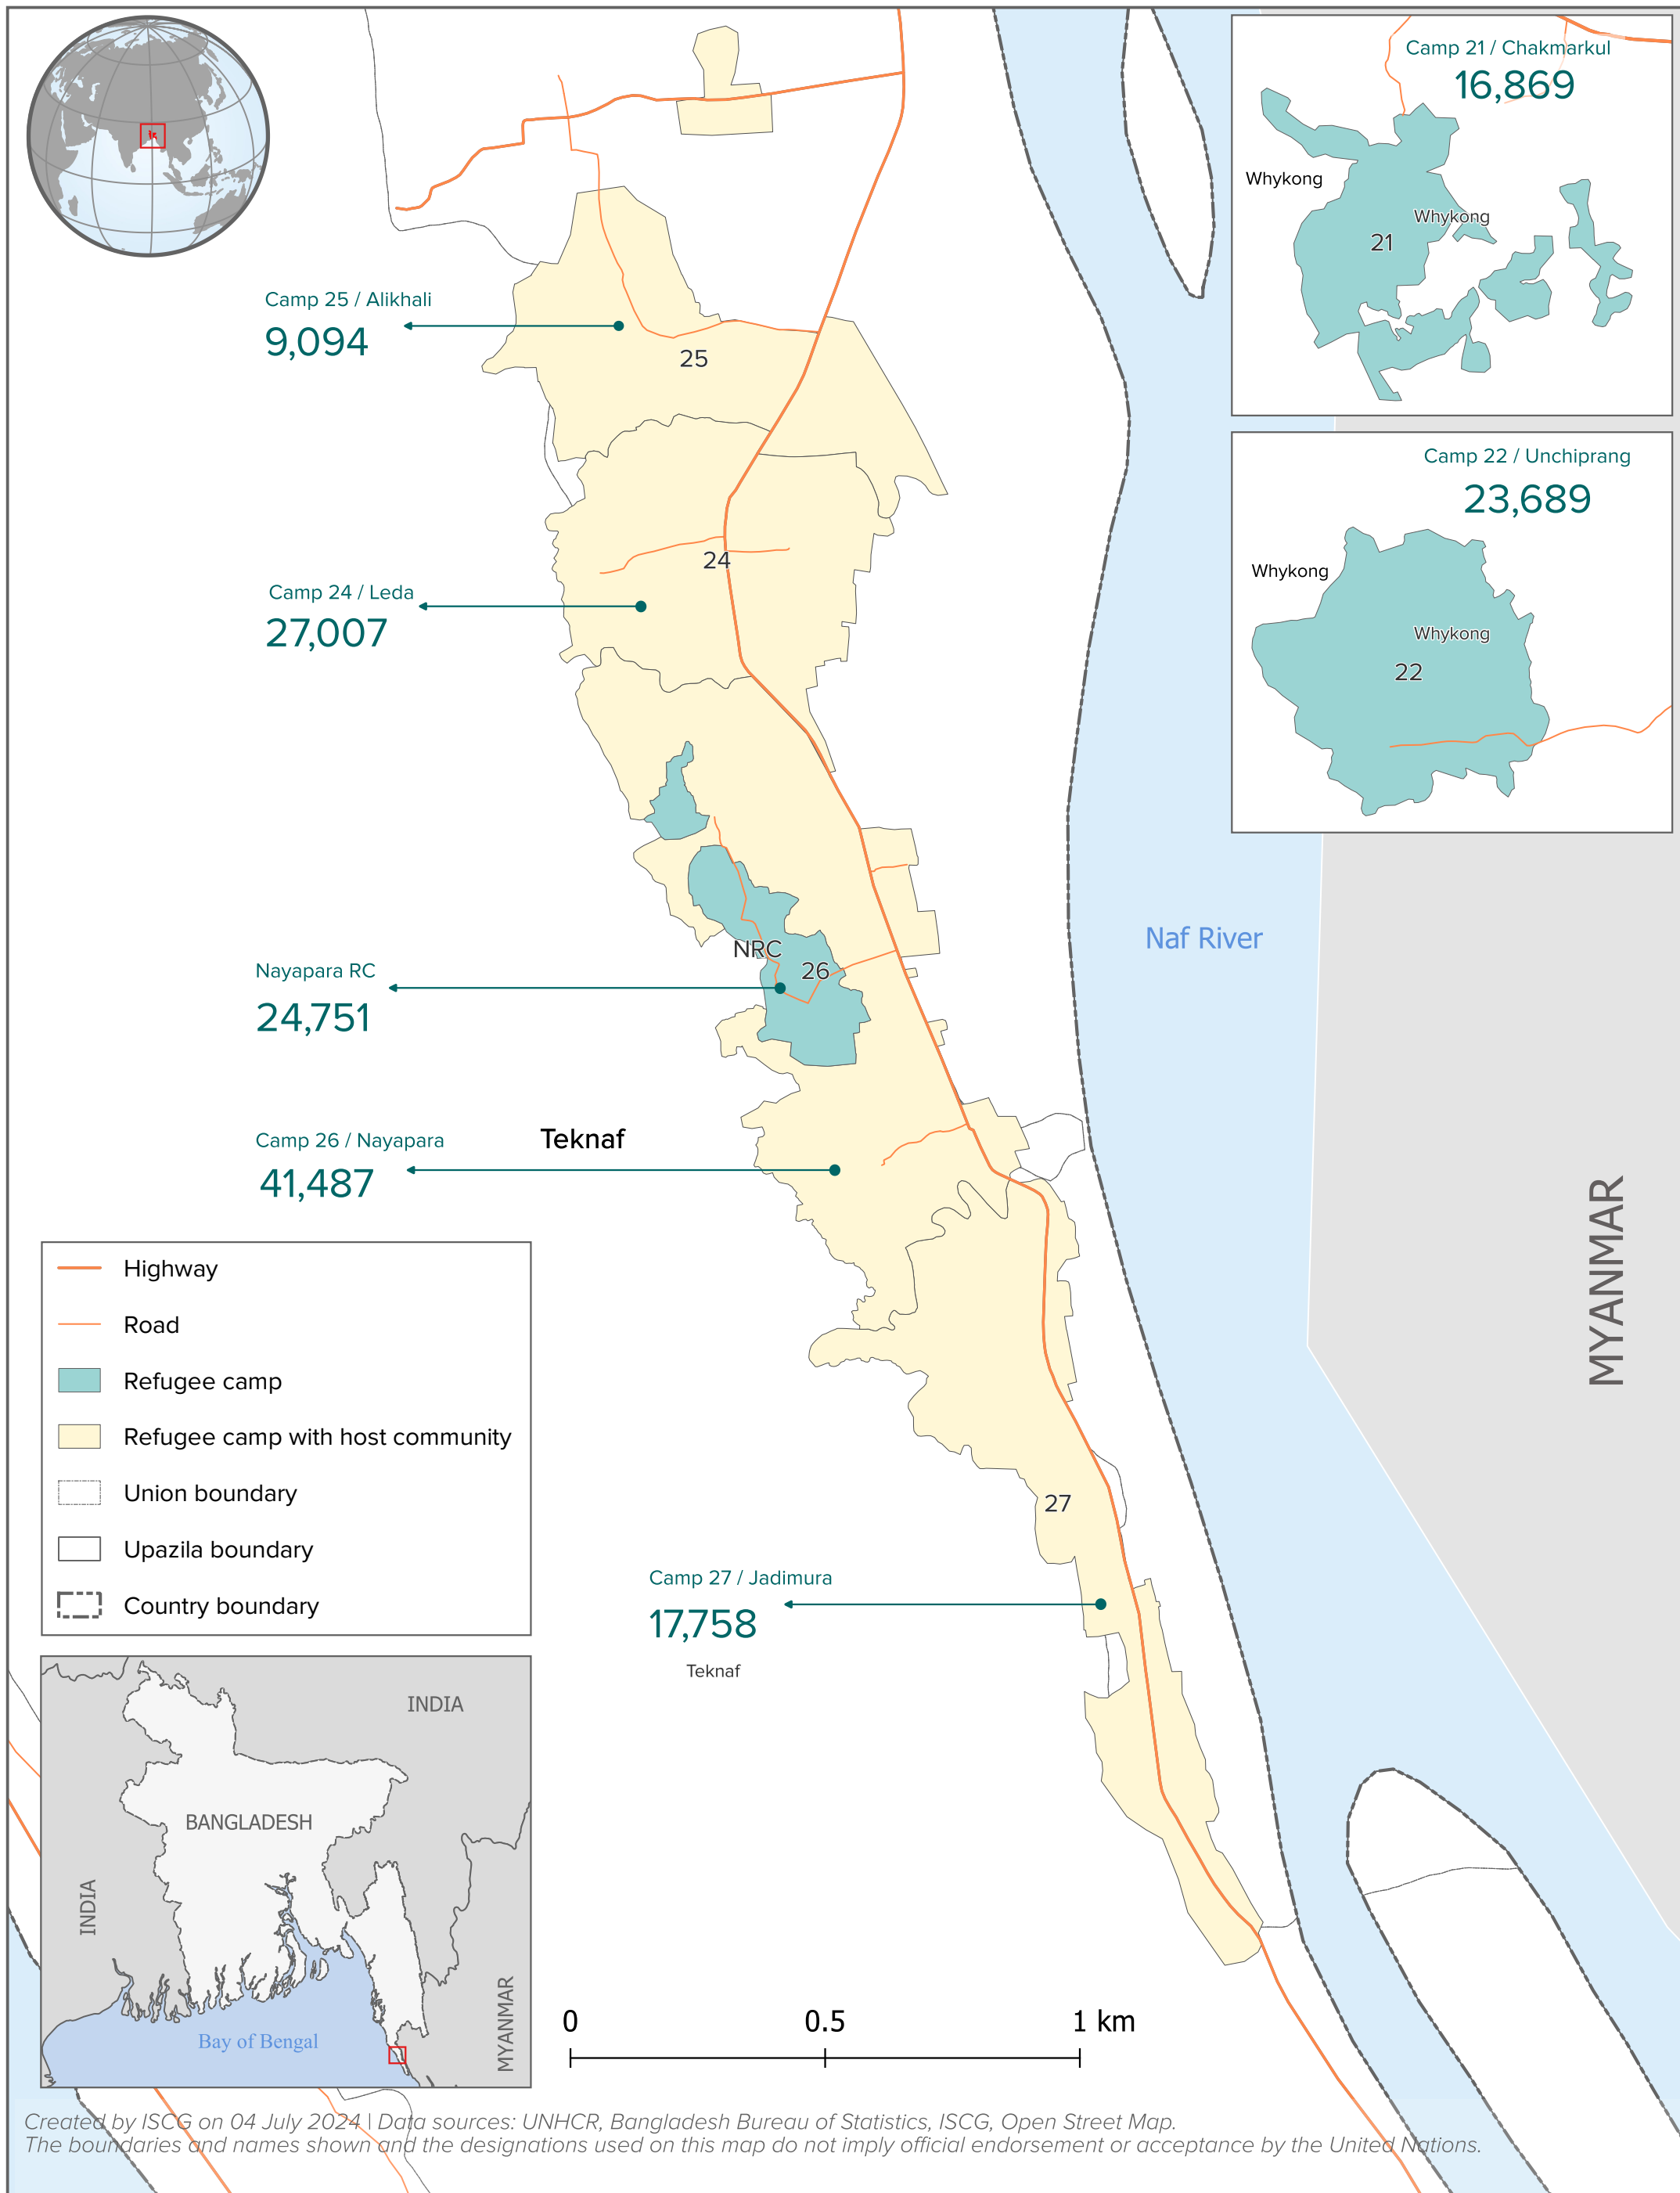 Camp 21 / Chakmarkul
16,869
Whykong
Whykong
21
Camp 25 / Alikhali
9,094
25
Camp 22 / Unchiprang
23,689
Whykong
Whykong
22
24
Camp 24 / Leda
27,007
Naf River
NRC
26
Nayapara RC
24,751
Camp 26 / Nayapara
41,487
Teknaf
MYANMAR
Highway
Road
Refugee camp
Refugee camp with host community
Union boundary
Upazila boundary
Country boundary
27
Camp 27 / Jadimura
17,758
Teknaf
INDIA
BANGLADESH
INDIA
MYANMAR
Bay of Bengal
0 0.5 1 km
Created by ISCG on 04 July 2024 | Data sources: UNHCR, Bangladesh Bureau of Statistics, ISCG, Open Street Map.
The boundaries and names shown and the designations used on this map do not imply official endorsement or acceptance by the United Nations.